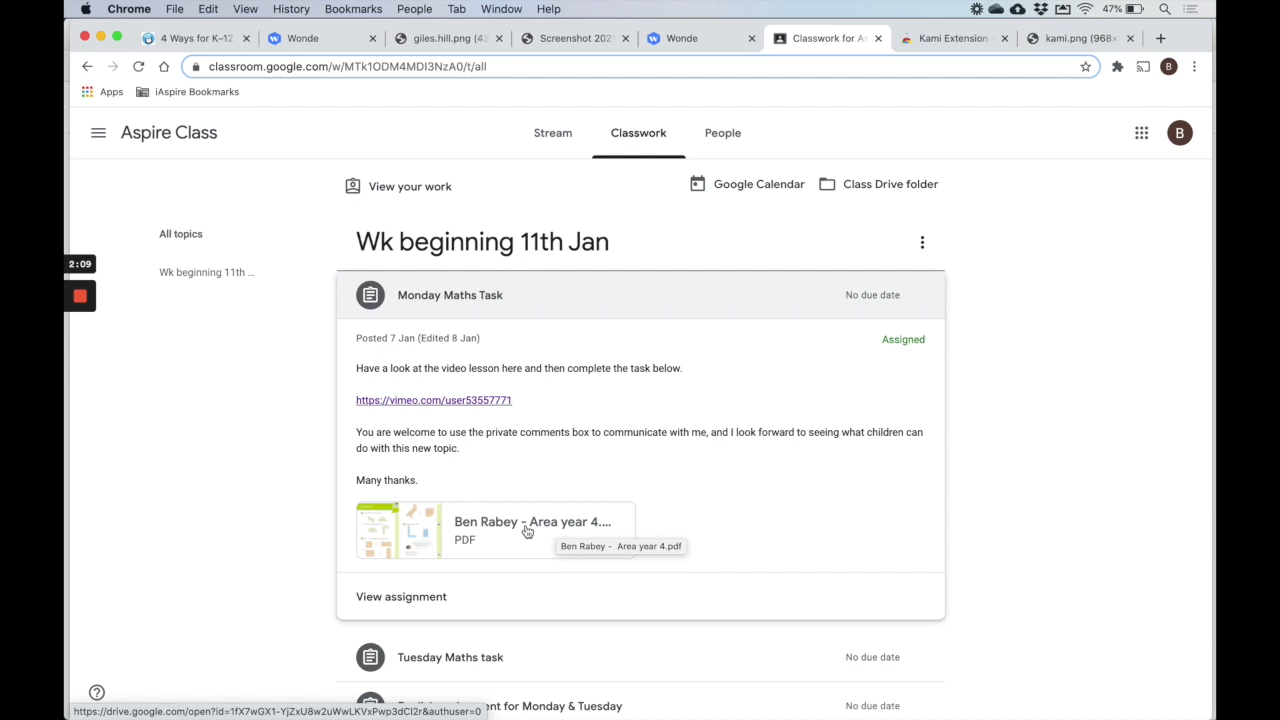 Chrome File Edit View History Bookmarks People Tab Window Help 47%
4 Ways for K–12 Wonde giles.hill.png (43 Screenshot 202 Wonde Classwork for As Kami Extension - kami.png (968×
classroom.google.com/w/MTk1ODM4MDI3NzA0/t/all B
Apps iAspire Bookmarks
Aspire Class Stream Classwork People B
View your work Google Calendar Class Drive folder
All topics
Wk beginning 11th Jan
2:09
Wk beginning 11th ...
Monday Maths Task No due date
Posted 7 Jan (Edited 8 Jan) Assigned
Have a look at the video lesson here and then complete the task below.
https://vimeo.com/user53557771
You are welcome to use the private comments box to communicate with me, and I look forward to seeing what children can
do with this new topic.
Many thanks.
Ben Rabey - Area year 4....
PDF
Ben Rabey - Area year 4.pdf
View assignment
Tuesday Maths task No due date
ent for Monday & Tuesday No due date
https://drive.google.com/open?id=1fX7wGX1-YjZxU8w2uWwLKVxPwp3dCl2r&authuser=0